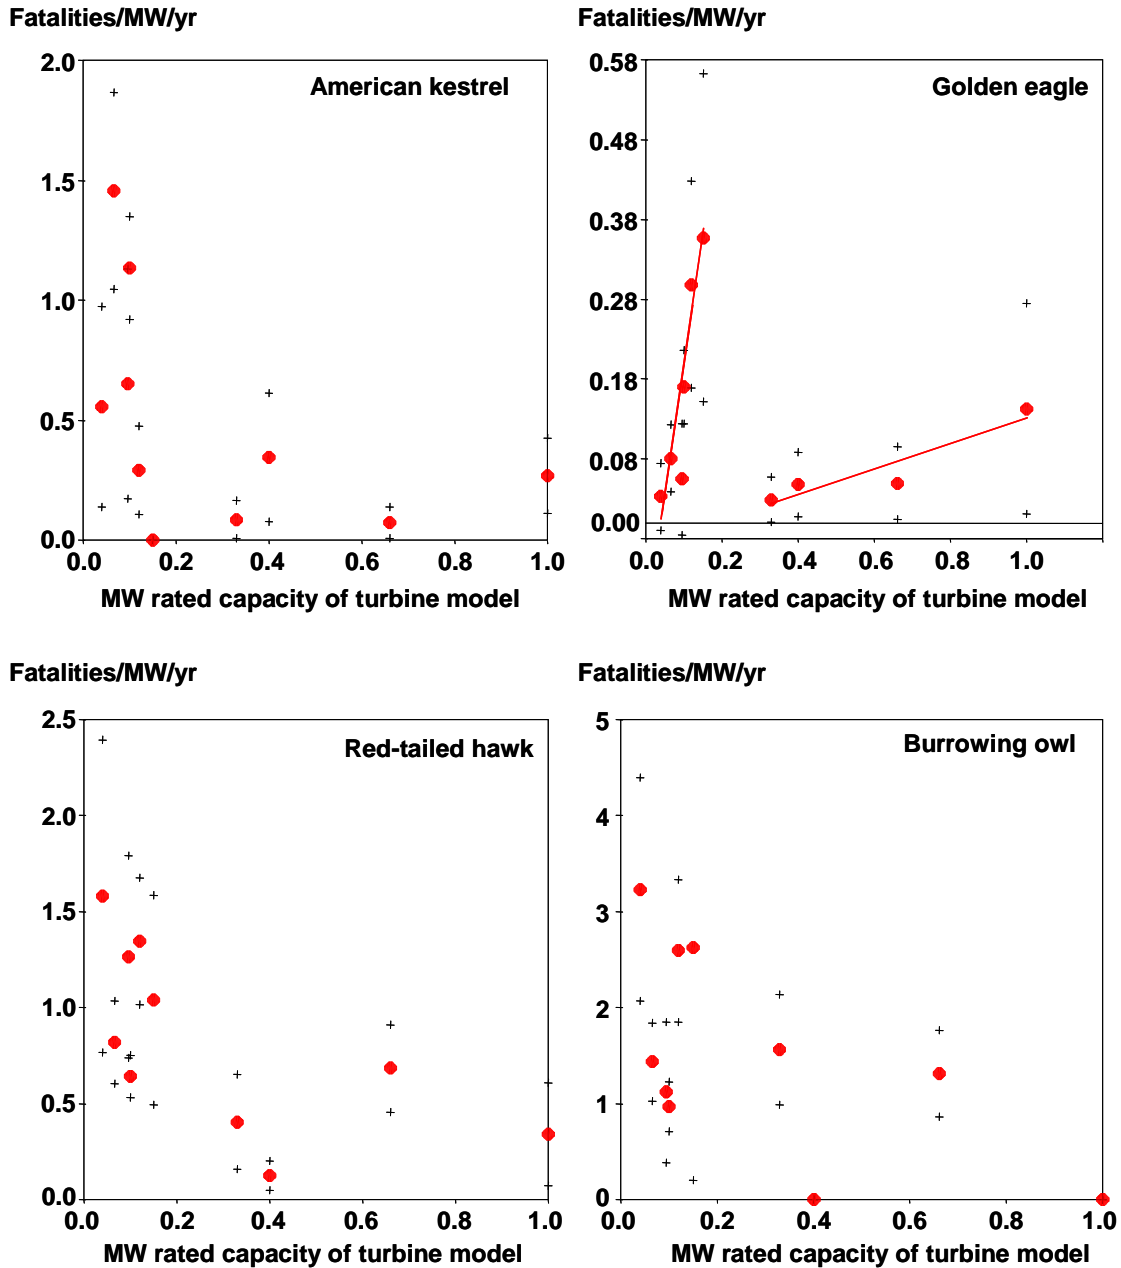 Fatalities/MW/yr
2.0
1.5
1.0
0.5
0.0
American kestrel
0.0 0.2 0.4 0.6 0.8 1.0
MW rated capacity of turbine model
Fatalities/MW/yr
0.58
0.48
0.38
0.28
0.18
0.08
0.00
Golden eagle
0.0 0.2 0.4 0.6 0.8 1.0
MW rated capacity of turbine model
Fatalities/MW/yr
2.5
2.0
1.5
1.0
0.5
0.0
Red-tailed hawk
0.0 0.2 0.4 0.6 0.8 1.0
MW rated capacity of turbine model
Fatalities/MW/yr
5
4
3
2
1
0
Burrowing owl
0.0 0.2 0.4 0.6 0.8 1.0
MW rated capacity of turbine model